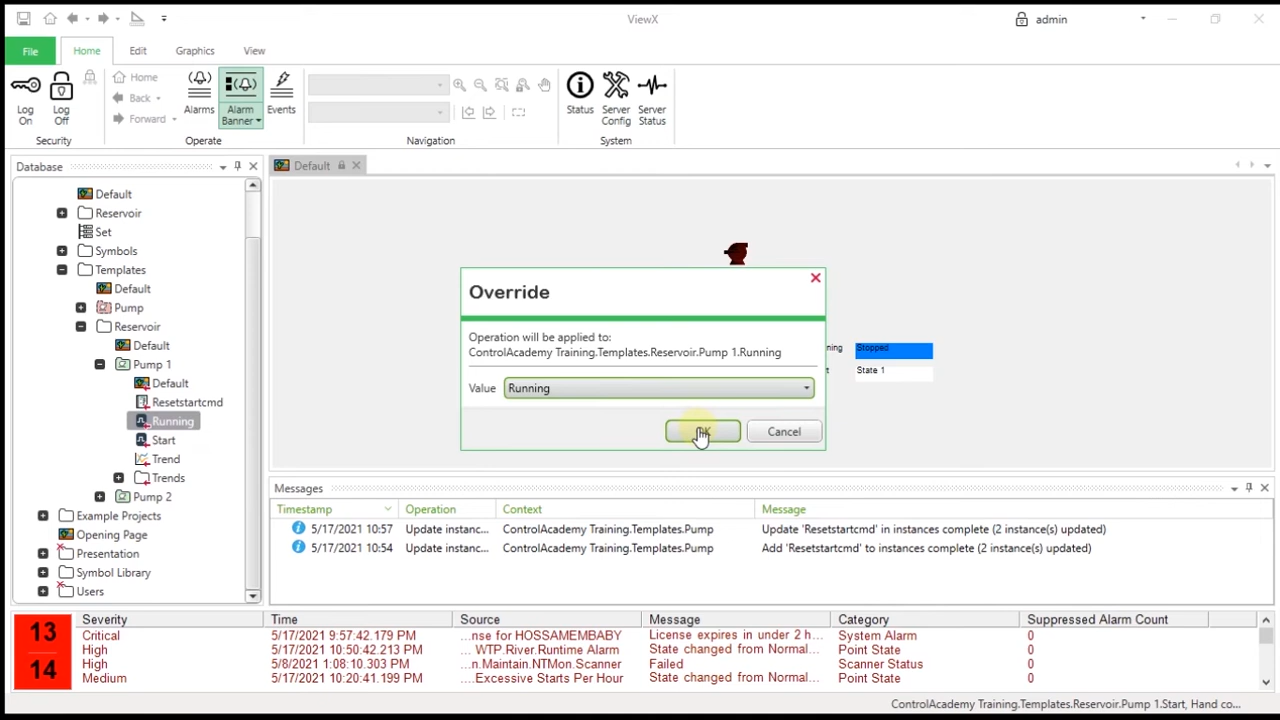 ViewX
admin
File
Home
Edit
Graphics
View
Log On
Log Off
Security
Home
Back
Forward
Alarms
Alarm Banner
Events
Operate
Navigation
Status
Server Config
Server Status
System
Database
Default
Reservoir
Set
Symbols
Templates
Default
Pump
Reservoir
Default
Pump 1
Default
Resetstartcmd
Running
Start
Trend
Trends
Pump 2
Example Projects
Opening Page
Presentation
Symbol Library
Users
Default
Override
Operation will be applied to:
ControlAcademy Training.Templates.Reservoir.Pump 1.Running
Value Running
OK Cancel
Stopped
State 1
Messages
Timestamp Operation Context Message
5/17/2021 10:57 Update instanc... ControlAcademy Training.Templates.Pump Update 'Resetstartcmd' in instances complete (2 instance(s) updated)
5/17/2021 10:54 Update instanc... ControlAcademy Training.Templates.Pump Add 'Resetstartcmd' to instances complete (2 instance(s) updated)
13
14
Severity Time Source Message Category Suppressed Alarm Count
Critical 5/17/2021 9:57:42.179 PM ...nse for HOSSAMEMBABY License expires in under 2 h... System Alarm 0
High 5/17/2021 10:50:42.213 PM ... WTP.River.Runtime Alarm State changed from Normal... Point State 0
High 5/8/2021 1:08:10.303 PM ...n.Maintain.NTMon.Scanner Failed Scanner Status 0
Medium 5/17/2021 10:20:41.199 PM ....Excessive Starts Per Hour State changed from Normal... Point State 0
ControlAcademy Training.Templates.Reservoir.Pump 1.Start, Hand co...